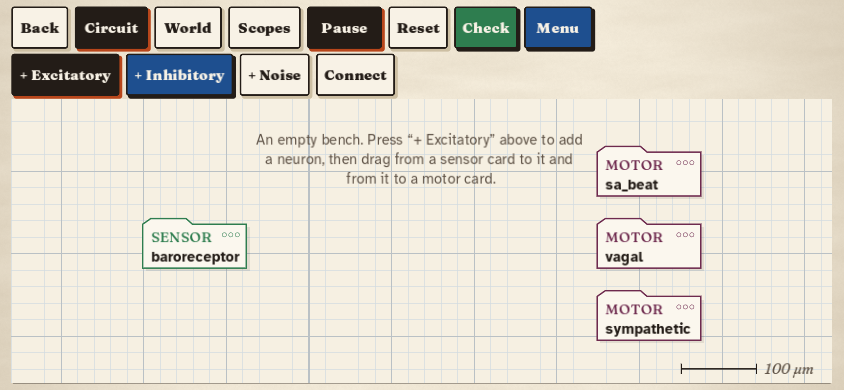 Back Circuit World Scopes Pause Reset Check Menu
+ Excitatory + Inhibitory + Noise Connect
An empty bench. Press “+ Excitatory” above to add
a neuron, then drag from a sensor card to it and
from it to a motor card.
MOTOR
sa_beat
SENSOR
baroreceptor
MOTOR
vagal
MOTOR
sympathetic
100 μm